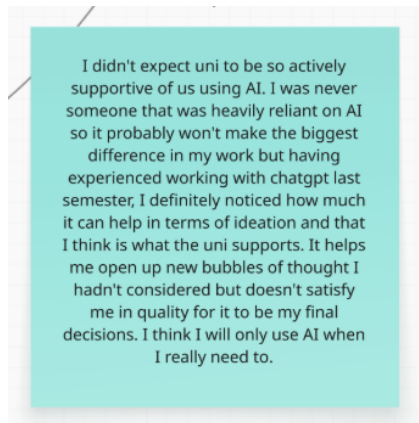 I didn't expect uni to be so actively
supportive of us using AI. I was never
someone that was heavily reliant on AI
so it probably won't make the biggest
difference in my work but having
experienced working with chatgpt last
semester, I definitely noticed how much
it can help in terms of ideation and that
I think is what the uni supports. It helps
me open up new bubbles of thought I
hadn't considered but doesn't satisfy
me in quality for it to be my final
decisions. I think I will only use AI when
I really need to.